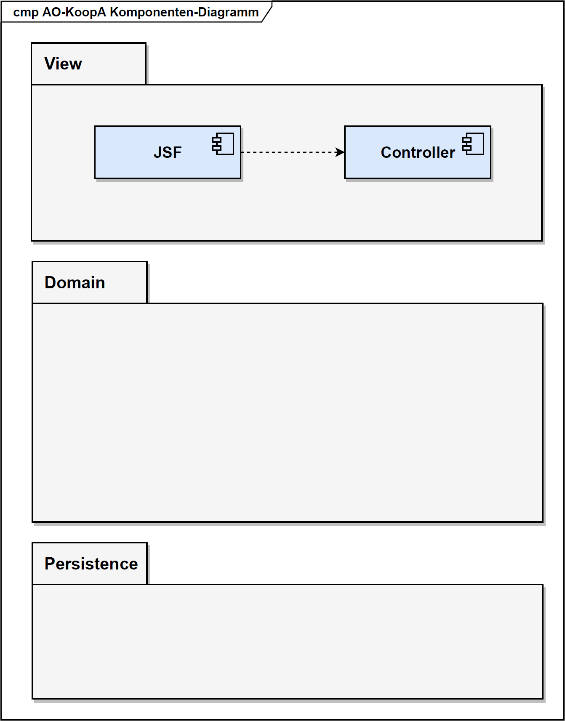 cmp AO-KoopA Komponenten-Diagramm
View
JSF
Controller
Domain
Persistence